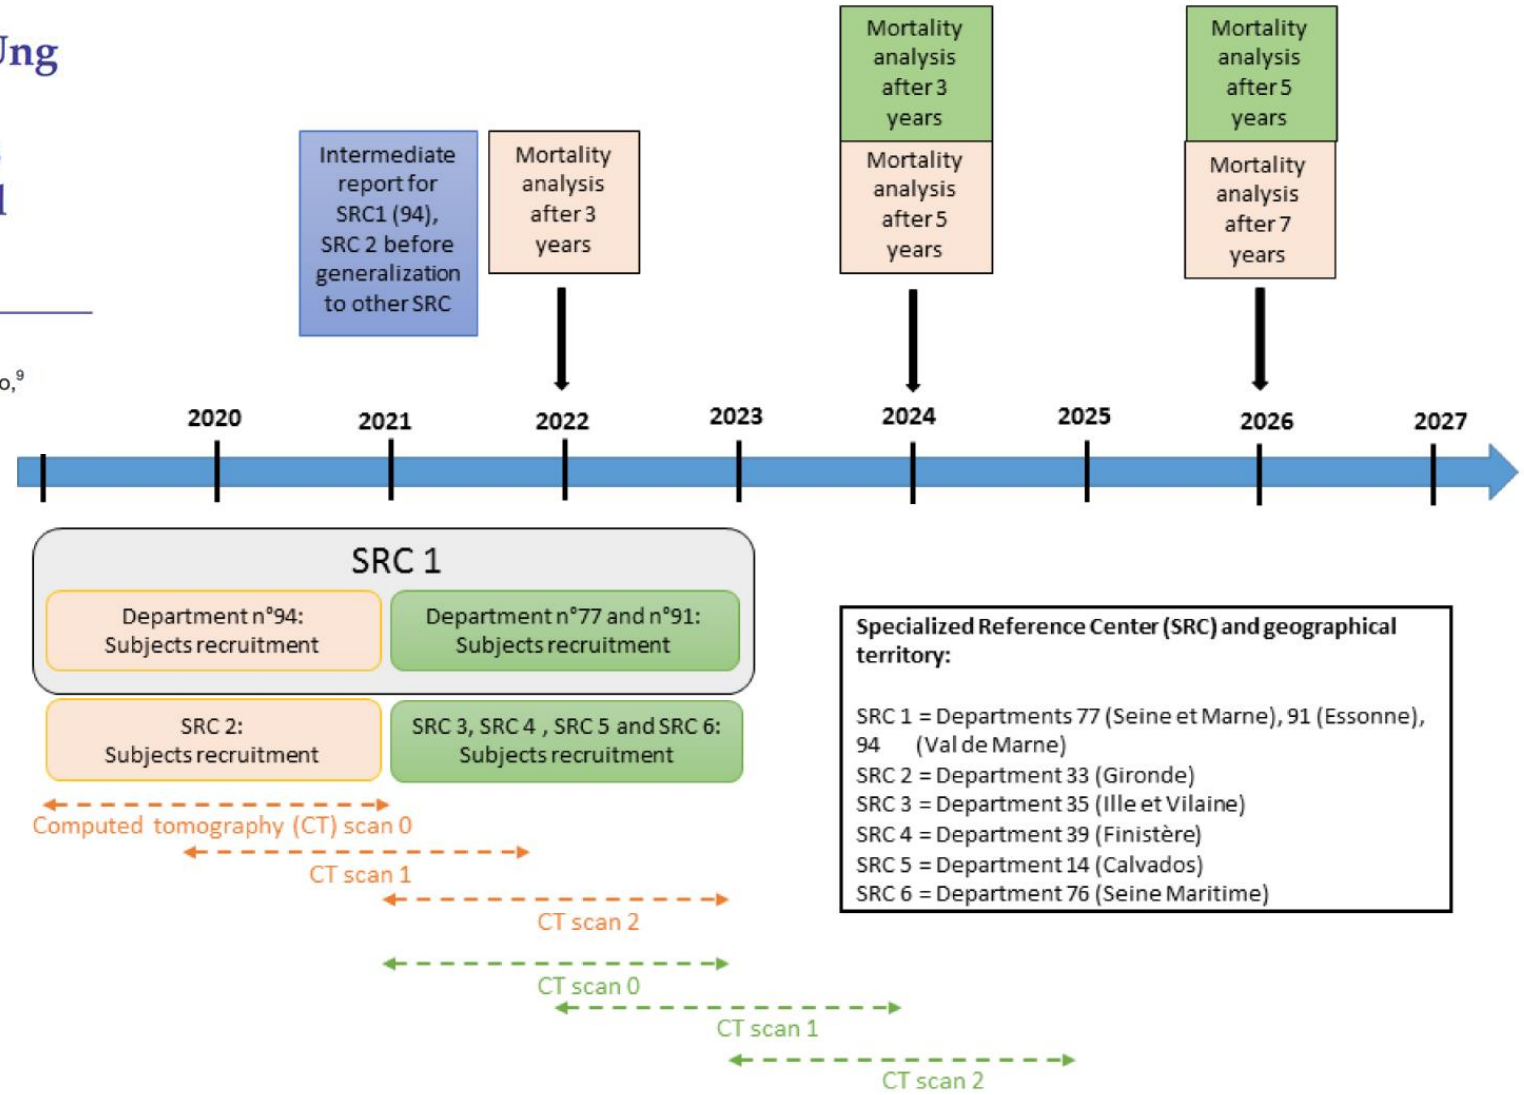 Ung
l
o,⁹
Mortality
analysis
after 3
years
Mortality
analysis
after 5
years
Intermediate
report for
SRC1 (94),
SRC 2 before
generalization
to other SRC
Mortality
analysis
after 3
years
Mortality
analysis
after 5
years
Mortality
analysis
after 7
years
2020 2021 2022 2023 2024 2025 2026 2027
SRC 1
Department n°94:
Subjects recruitment
Department n°77 and n°91:
Subjects recruitment
SRC 2:
Subjects recruitment
SRC 3, SRC 4 , SRC 5 and SRC 6:
Subjects recruitment
Computed tomography (CT) scan 0
CT scan 1
CT scan 2
CT scan 0
CT scan 1
CT scan 2
Specialized Reference Center (SRC) and geographical
territory:
SRC 1 = Departments 77 (Seine et Marne), 91 (Essonne),
94 (Val de Marne)
SRC 2 = Department 33 (Gironde)
SRC 3 = Department 35 (Ille et Vilaine)
SRC 4 = Department 39 (Finistère)
SRC 5 = Department 14 (Calvados)
SRC 6 = Department 76 (Seine Maritime)